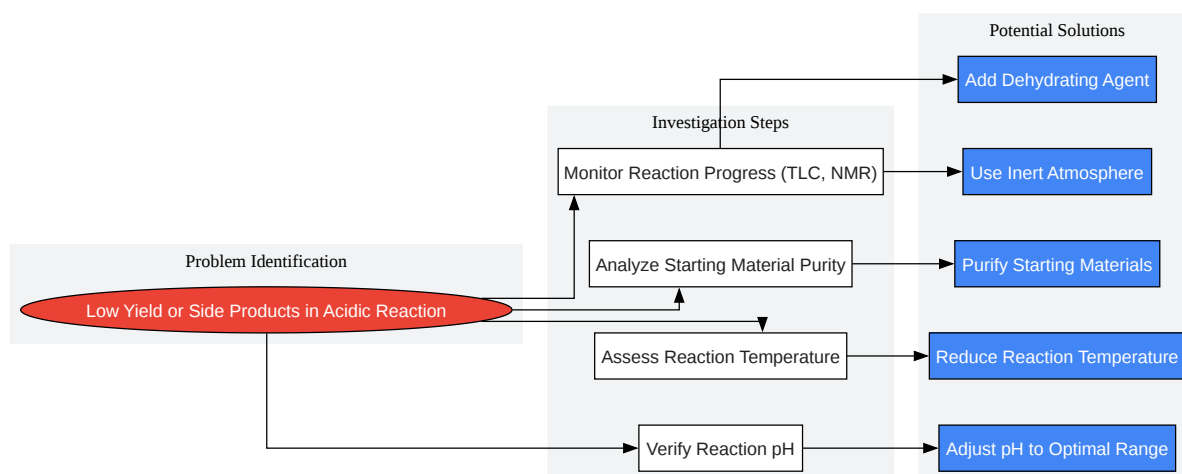 Potential Solutions
Add Dehydrating Agent
Investigation Steps
Monitor Reaction Progress (TLC, NMR)
Use Inert Atmosphere
Problem Identification
Analyze Starting Material Purity
Purify Starting Materials
Low Yield or Side Products in Acidic Reaction
Assess Reaction Temperature
Reduce Reaction Temperature
Verify Reaction pH
Adjust pH to Optimal Range